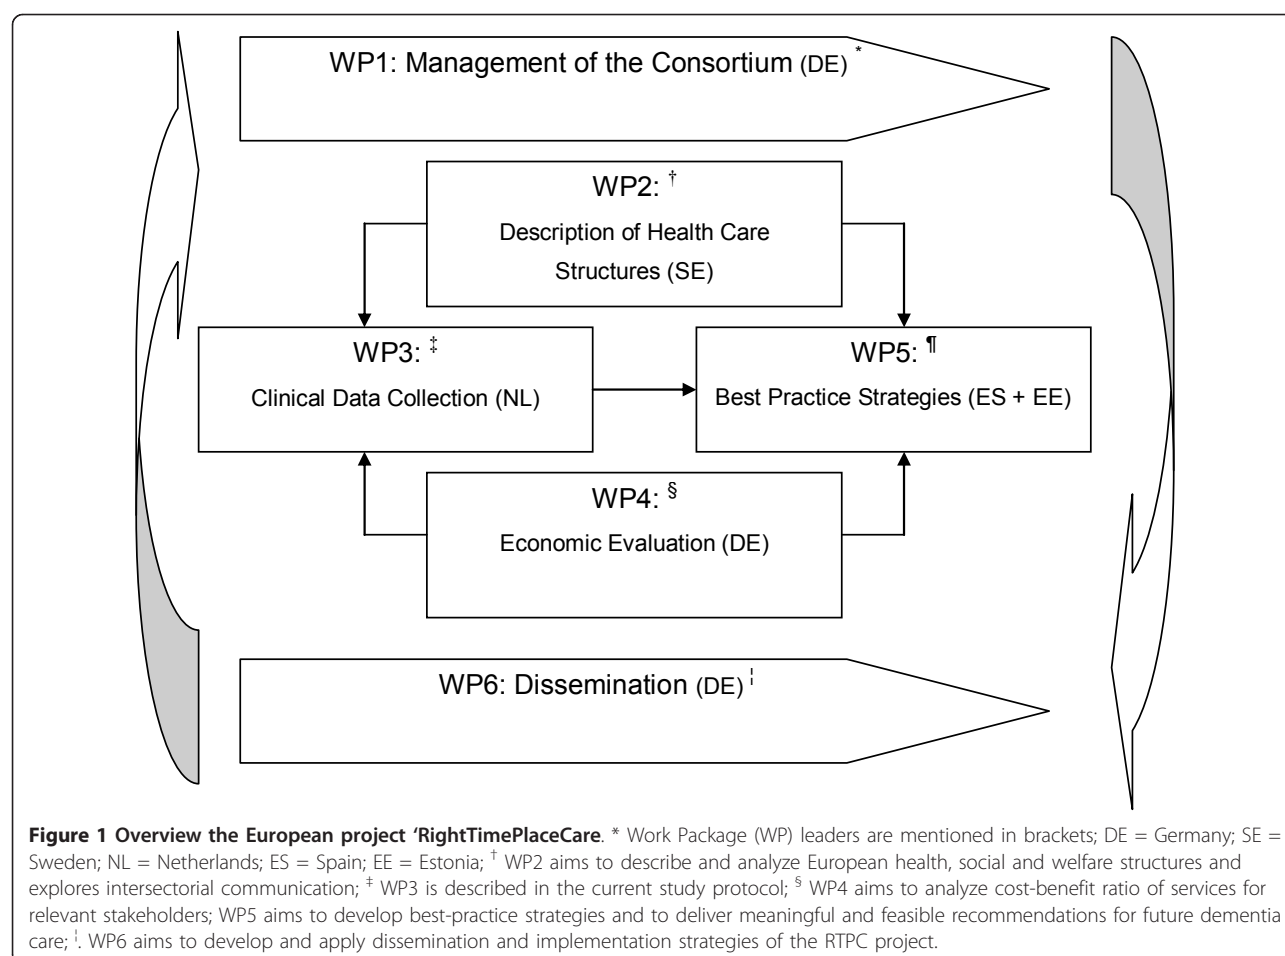 WP1: Management of the Consortium (DE) *
WP2: †
Description of Health Care
Structures (SE)
WP3: ‡
Clinical Data Collection (NL)
WP5: ¶
Best Practice Strategies (ES + EE)
WP4: §
Economic Evaluation (DE)
WP6: Dissemination (DE) ¦
Figure 1 Overview the European project ‘RightTimePlaceCare. * Work Package (WP) leaders are mentioned in brackets; DE = Germany; SE =
Sweden; NL = Netherlands; ES = Spain; EE = Estonia; † WP2 aims to describe and analyze European health, social and welfare structures and
explores intersectorial communication; ‡ WP3 is described in the current study protocol; § WP4 aims to analyze cost-benefit ratio of services for
relevant stakeholders; WP5 aims to develop best-practice strategies and to deliver meaningful and feasible recommendations for future dementia
care; ¦. WP6 aims to develop and apply dissemination and implementation strategies of the RTPC project.